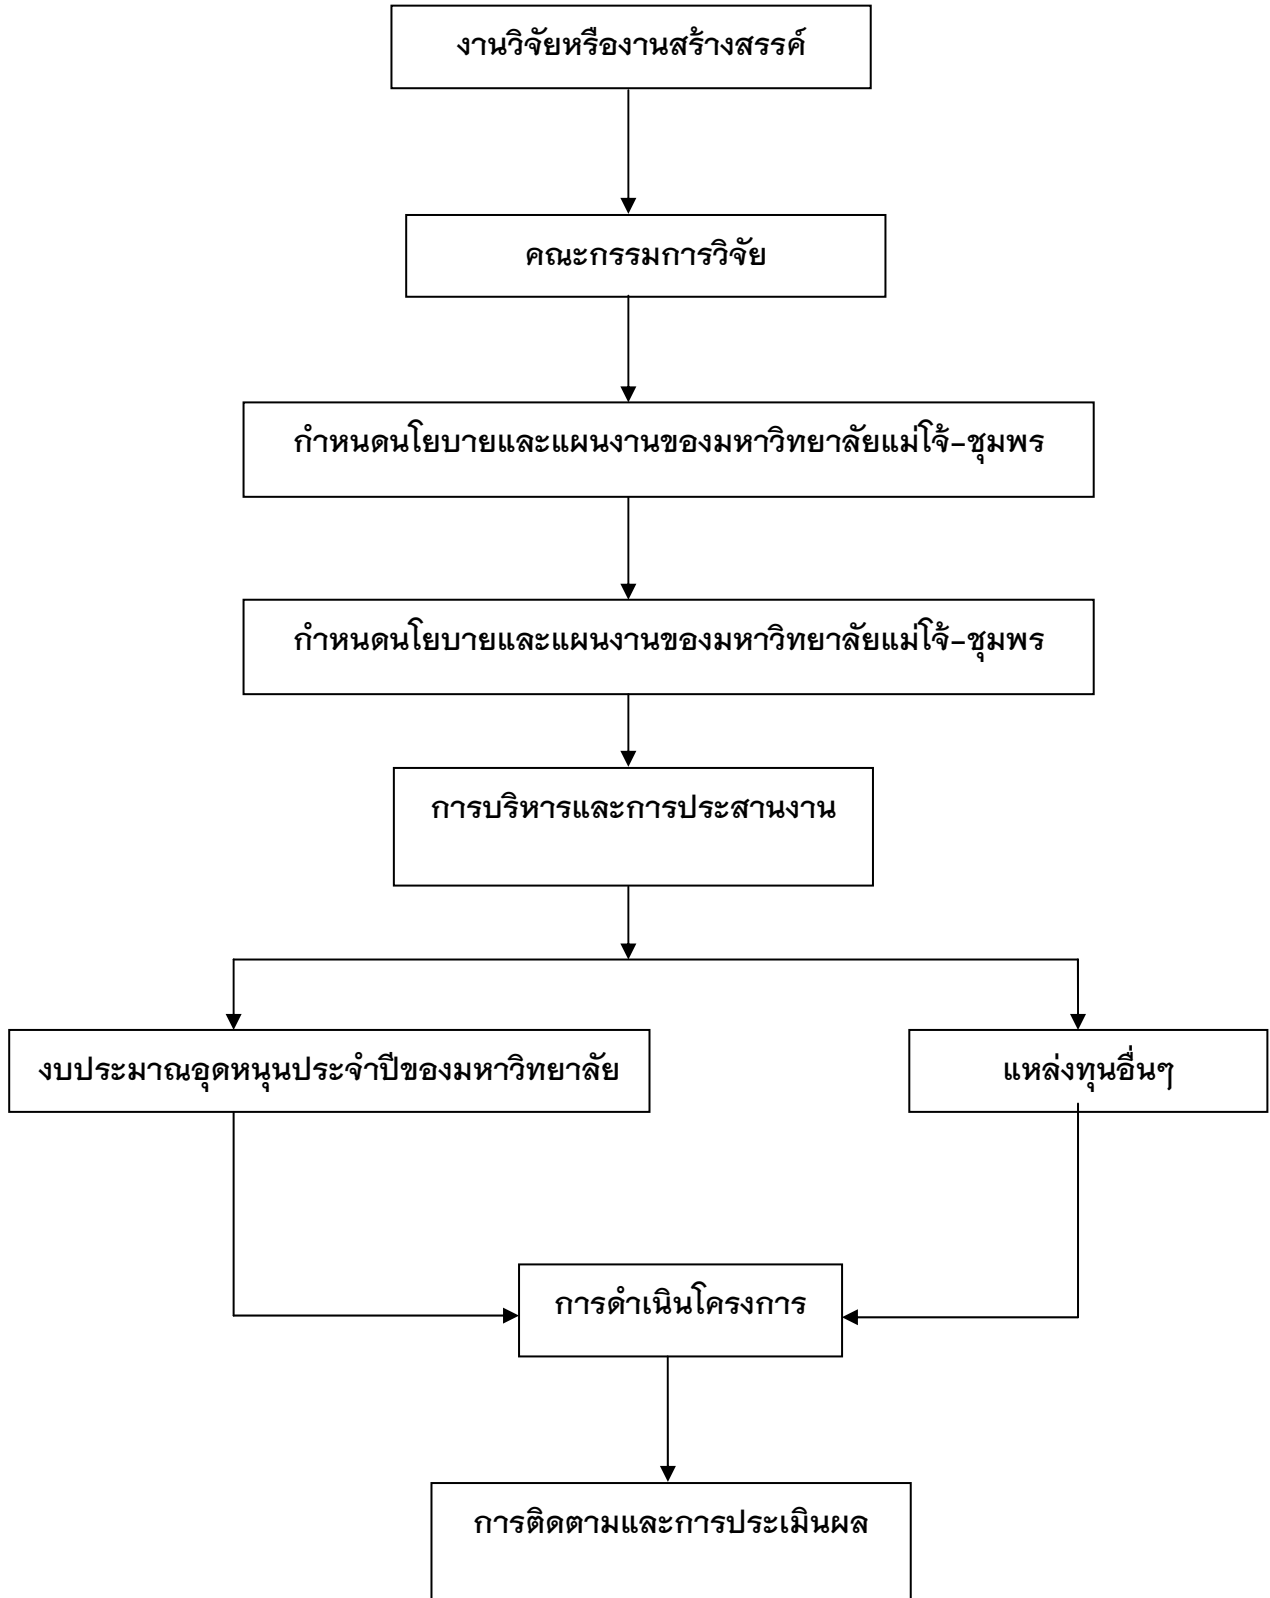 งานวิจัยหรืองานสร้างสรรค์
คณะกรรมการวิจัย
กำหนดนโยบายและแผนงานของมหาวิทยาลัยแม่โจ้-ชุมพร
กำหนดนโยบายและแผนงานของมหาวิทยาลัยแม่โจ้-ชุมพร
การบริหารและการประสานงาน
งบประมาณอุดหนุนประจำปีของมหาวิทยาลัย
แหล่งทุนอื่นๆ
การดำเนินโครงการ
การติดตามและการประเมินผล